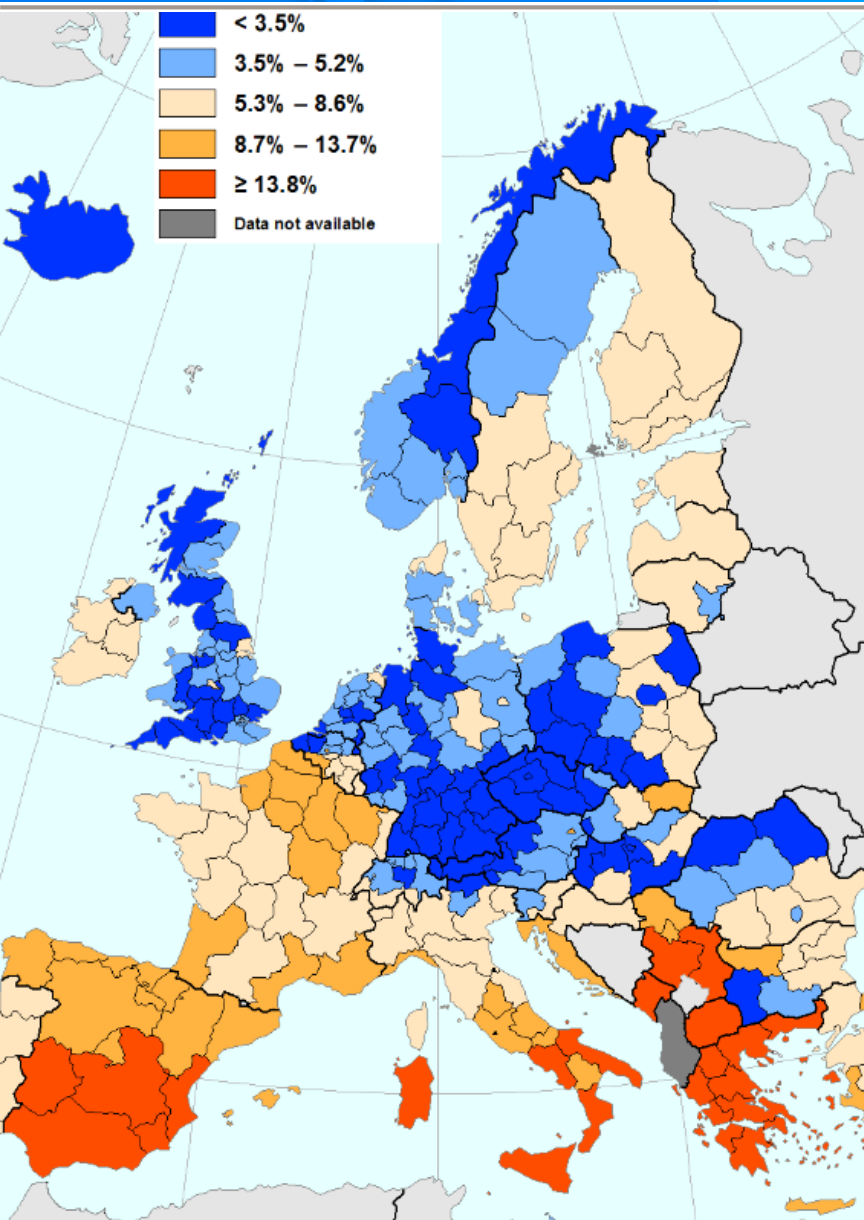 < 3.5%
3.5% – 5.2%
5.3% – 8.6%
8.7% – 13.7%
≥ 13.8%
Data not available